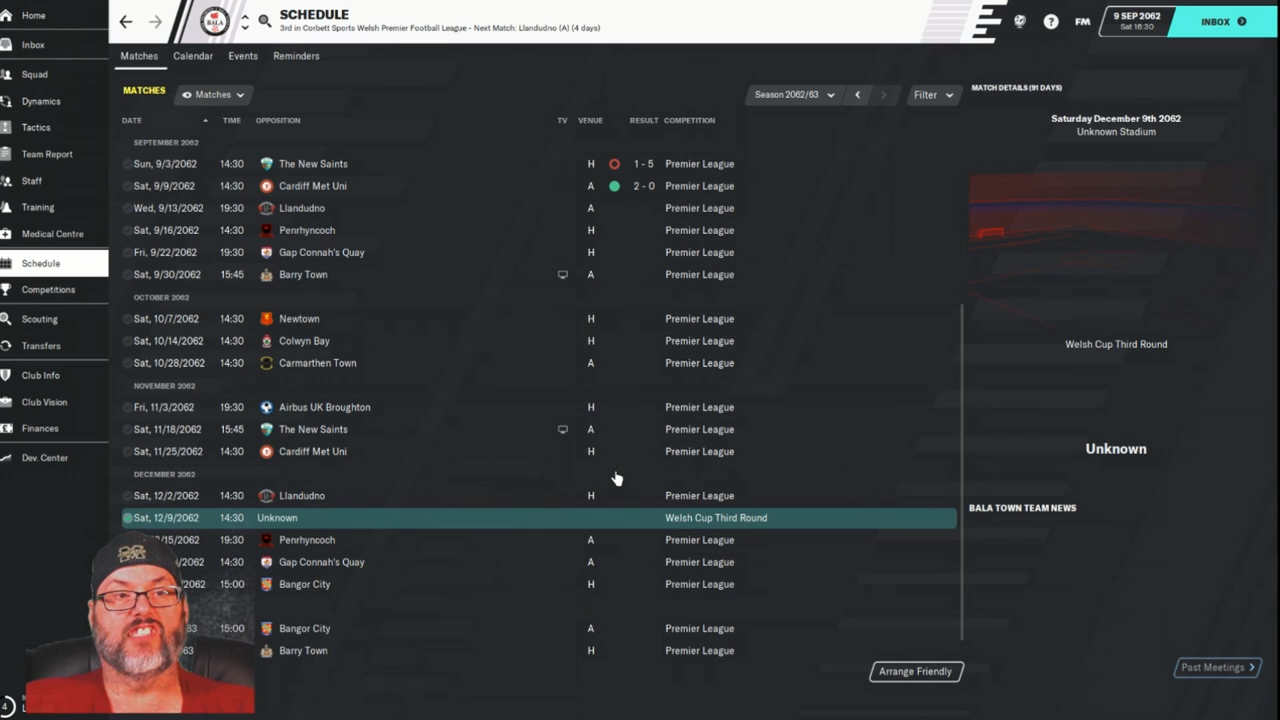 Home
BALA
SCHEDULE
3rd in Corbett Sports Welsh Premier Football League - Next Match: Llandudno (A) (4 days)
FM
9 SEP 2062
Sat 16:30
INBOX
Inbox
Squad
Dynamics
Tactics
Team Report
Staff
Training
Medical Centre
Schedule
Competitions
Scouting
Transfers
Club Info
Club Vision
Finances
Dev. Center
4
Matches Calendar Events Reminders
MATCHES Matches Season 2062/63 Filter
DATE TIME OPPOSITION TV VENUE RESULT COMPETITION
SEPTEMBER 2062
Sun, 9/3/2062 14:30 The New Saints H 1 - 5 Premier League
Sat, 9/9/2062 14:30 Cardiff Met Uni A 2 - 0 Premier League
Wed, 9/13/2062 19:30 Llandudno A Premier League
Sat, 9/16/2062 14:30 Penrhyncoch H Premier League
Fri, 9/22/2062 19:30 Gap Connah's Quay H Premier League
Sat, 9/30/2062 15:45 Barry Town A Premier League
OCTOBER 2062
Sat, 10/7/2062 14:30 Newtown H Premier League
Sat, 10/14/2062 14:30 Colwyn Bay H Premier League
Sat, 10/28/2062 14:30 Carmarthen Town A Premier League
NOVEMBER 2062
Fri, 11/3/2062 19:30 Airbus UK Broughton H Premier League
Sat, 11/18/2062 15:45 The New Saints A Premier League
Sat, 11/25/2062 14:30 Cardiff Met Uni H Premier League
DECEMBER 2062
Sat, 12/2/2062 14:30 Llandudno H Premier League
Sat, 12/9/2062 14:30 Unknown Welsh Cup Third Round
/15/2062 19:30 Penrhyncoch A Premier League
/2062 14:30 Gap Connah's Quay A Premier League
2062 15:00 Bangor City H Premier League
63 15:00 Bangor City A Premier League
63 Barry Town H Premier League
Arrange Friendly
MATCH DETAILS (91 DAYS)
Saturday December 9th 2062
Unknown Stadium
Welsh Cup Third Round
Unknown
BALA TOWN TEAM NEWS
Past Meetings